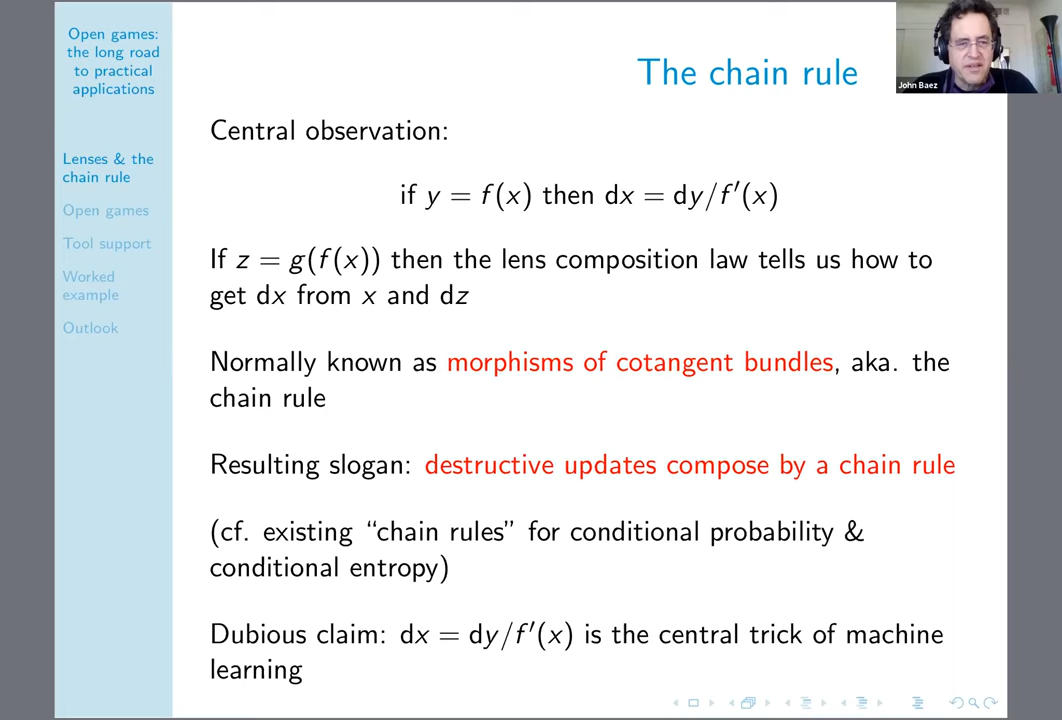 Open games:
the long road
to practical
applications
Lenses & the
chain rule
Open games
Tool support
Worked
example
Outlook
The chain rule
John Baez
Central observation:
if y = f(x) then dx = dy/f′(x)
If z = g(f(x)) then the lens composition law tells us how to
get dx from x and dz
Normally known as morphisms of cotangent bundles, aka. the
chain rule
Resulting slogan: destructive updates compose by a chain rule
(cf. existing “chain rules” for conditional probability &
conditional entropy)
Dubious claim: dx = dy/f′(x) is the central trick of machine
learning